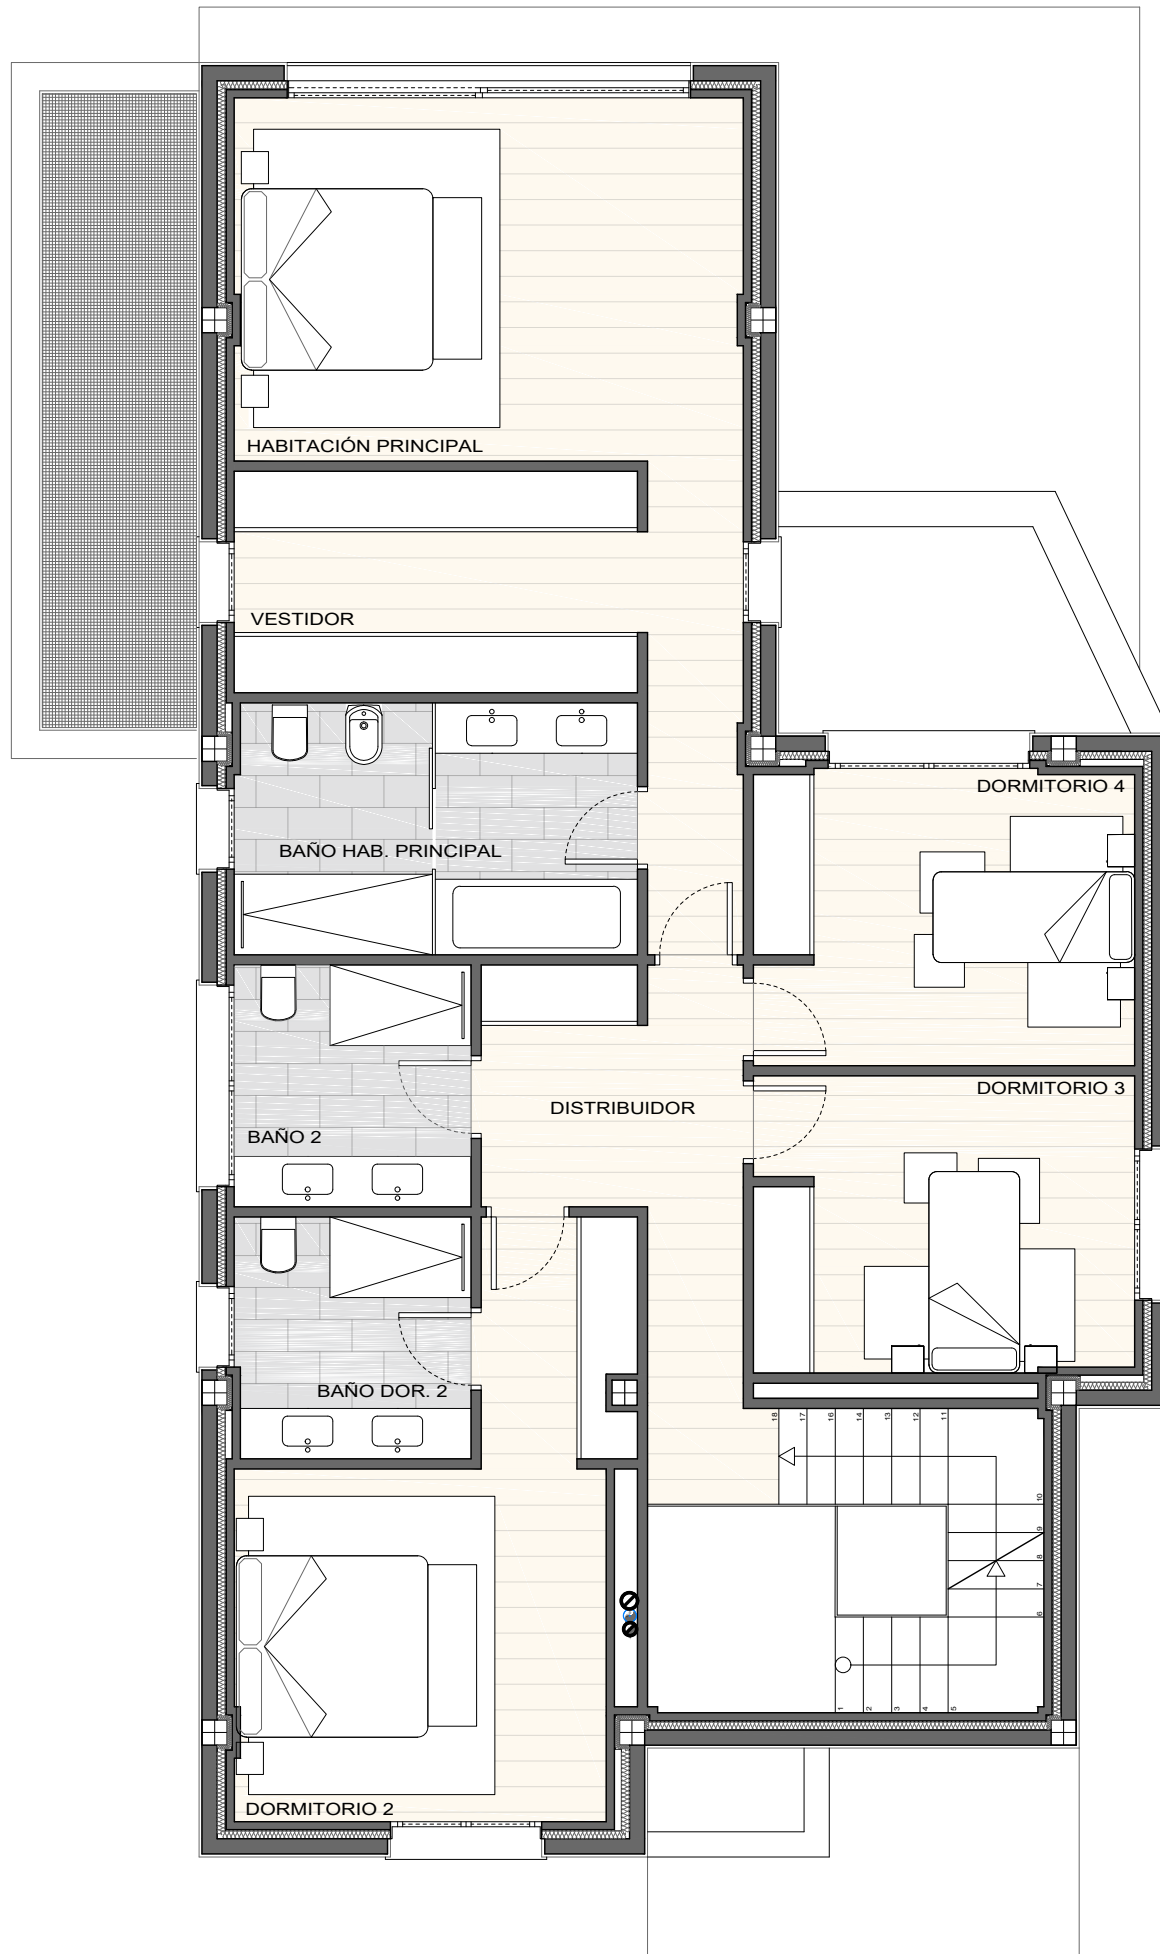 HABITACIÓN PRINCIPAL
VESTIDOR
DORMITORIO 4
BAÑO HAB. PRINCIPAL
DORMITORIO 3
DISTRIBUIDOR
BAÑO 2
BAÑO DOR. 2
18 17 16 14 13 12 11
10
9
8
7
6
1 2 3 4 5
DORMITORIO 2